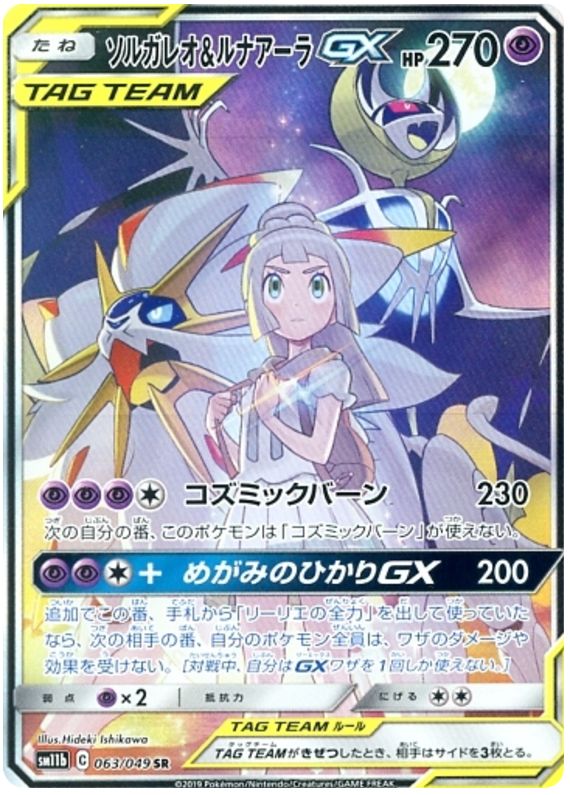 たね ソルガレオ&ルナアーラGX HP270
TAG TEAM
コズミックバーン 230
次の自分の番、このポケモンは「コズミックバーン」が使えない。
+ めがみのひかりGX 200
追加でこの番、手札から「リーリエの全力」を出して使っていた
なら、次の相手の番、自分のポケモン全員は、ワザのダメージや
効果を受けない。[対戦中、自分はGXワザを1回しか使えない。]
弱点 ×2 抵抗力 にげる
TAG TEAM ルール
Illus.Hideki Ishikawa
TAG TEAMがきぜつしたとき、相手はサイドを3枚とる。
sm11b C 063/049 SR
©2019 Pokémon/Nintendo/Creatures/GAME FREAK.